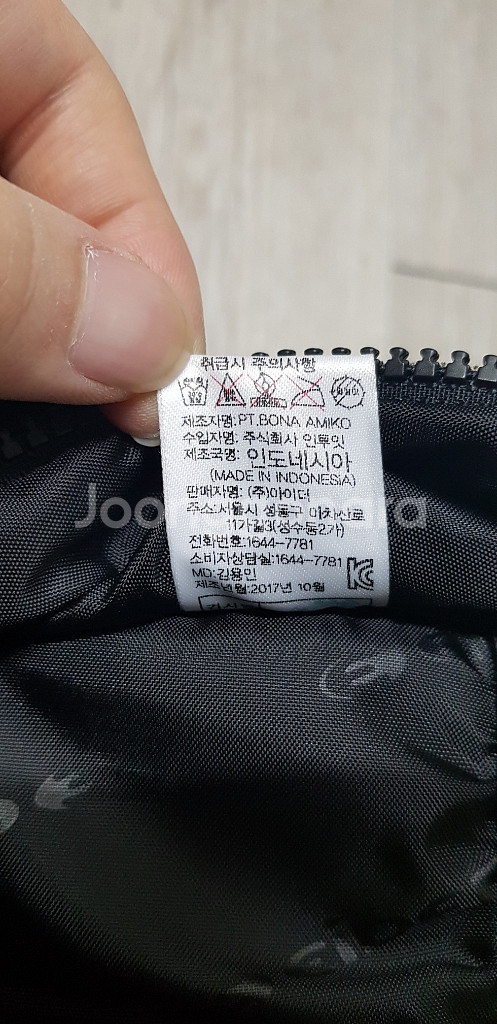 취급시 주의사항
제조자명:PT.BONA AMIKO
수입자명: 주식회사 인뿌잇
제조국명: 인도네시아
(MADE IN INDONESIA)
판매자명: (주)아이더
주소:서울시 성동구 아차산로
11가길3(성수동2가)
전화번호:1644-7781
소비자상담실:1644-7781
MD:김용민
제조년월:2017년 10월